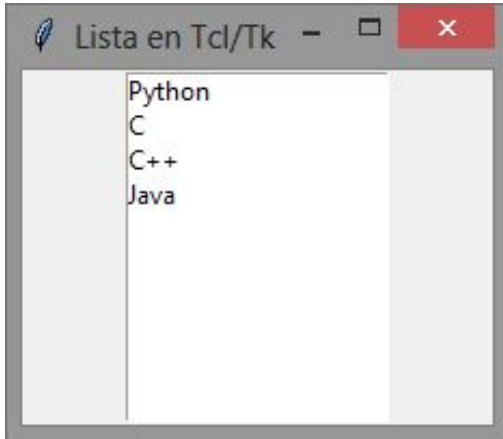 Lista en Tcl/Tk
Python
C
C++
Java